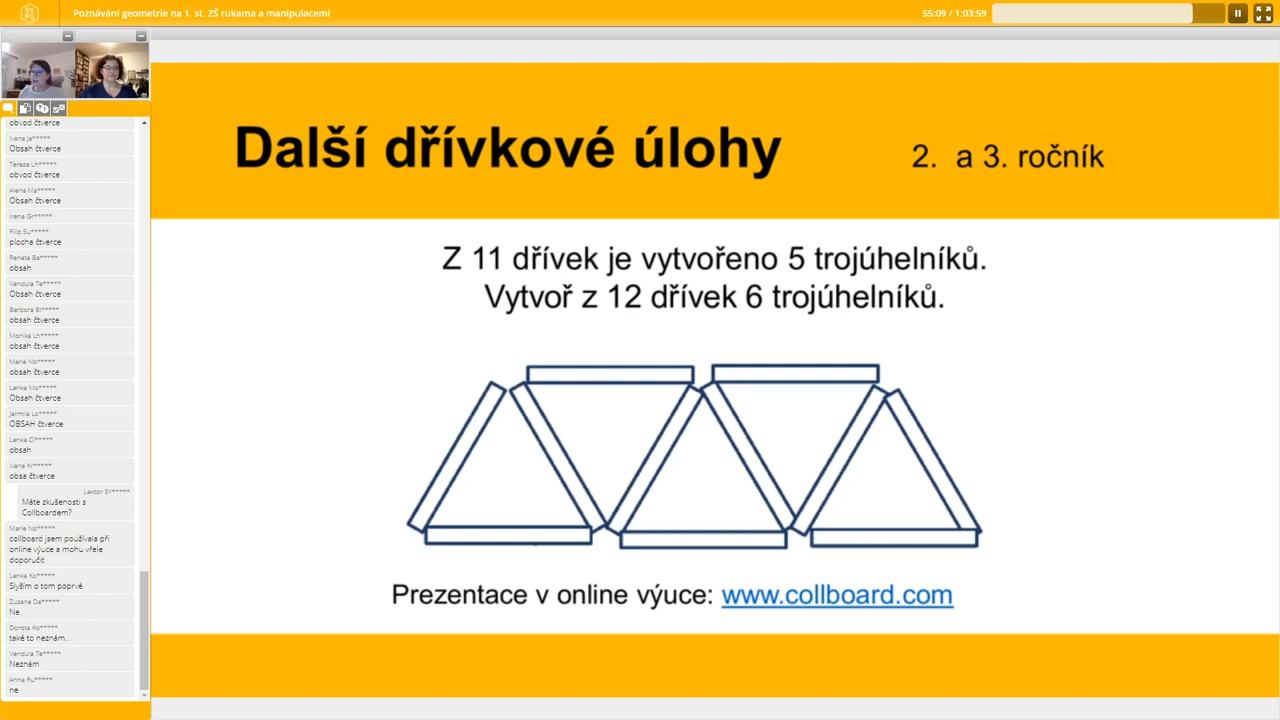 Poznávání geometrie na 1. st. ZŠ rukama a manipulacemi
55:09 / 1:03:59
obvod čtverce
Ivana Ja*****
Obsah čtverce
Tereza Ln*****
obvod čtverce
Alena Ma*****
Obsah čtverce
Irena Gr*****
Filip Su*****
plocha čtverce
Renata Ba*****
obsah
Vendula Te*****
Obsah čtverce
Barbora Bl*****
obsah čtverce
Monika Lh*****
obsah čtverce
Marie No*****
obsah čtverce
Lenka Mo*****
Obsah čtverce
Jarmila Lo*****
OBSAH čtverce
Lenka Cl*****
obsah
Ivana Kr*****
obsa čtverce
Lektor SY*****
Máte zkušenosti s
Collboardem?
Marie No*****
collboard jsem používala při
online výuce a mohu vřele
doporučit
Lenka Ko*****
Slyším o tom poprvé.
Zuzana Da*****
Ne
Dorota Ko*****
také to neznám...
Vendula Te*****
Neznám
Anna Ru*****
ne
Další dřívkové úlohy
2. a 3. ročník
Z 11 dřívek je vytvořeno 5 trojúhelníků.
Vytvoř z 12 dřívek 6 trojúhelníků.
Prezentace v online výuce: www.collboard.com